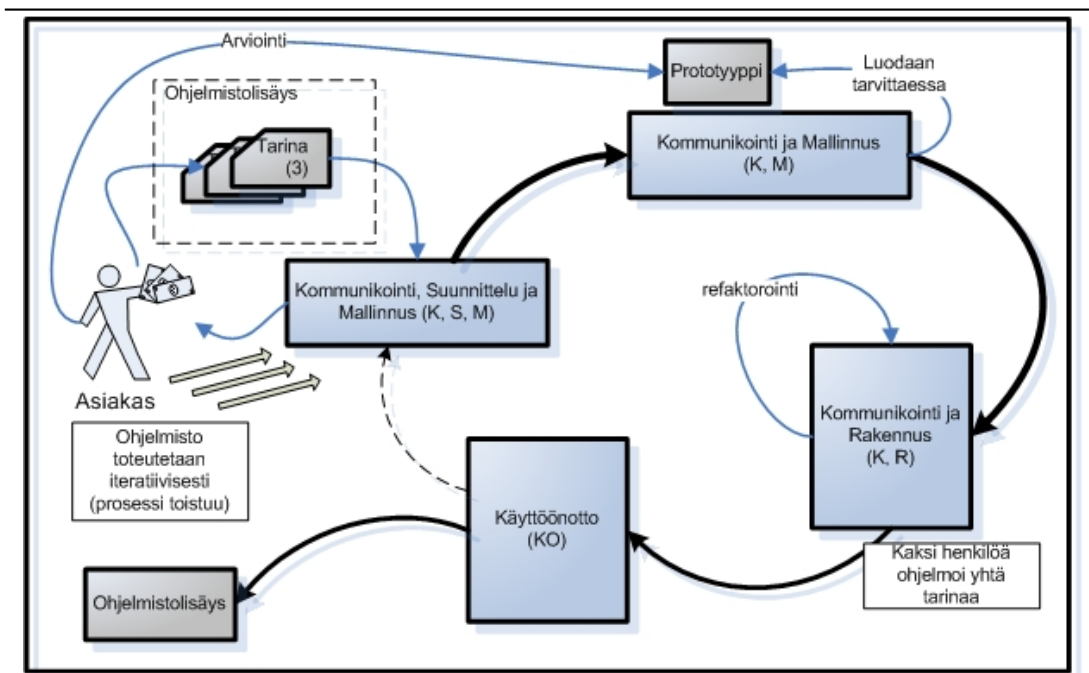 Arviointi
Prototyyppi
Luodaan
tarvittaessa
Ohjelmistolisäys
Tarina
(3)
Kommunikointi ja Mallinnus
(K, M)
Kommunikointi, Suunnittelu ja
Mallinnus (K, S, M)
refaktorointi
Asiakas
Kommunikointi ja
Rakennus
(K, R)
Ohjelmisto
toteutetaan
iteratiivisesti
(prosessi toistuu)
Käyttöönotto
(KO)
Kaksi henkilöä
ohjelmoi yhtä
tarinaa
Ohjelmistolisäys